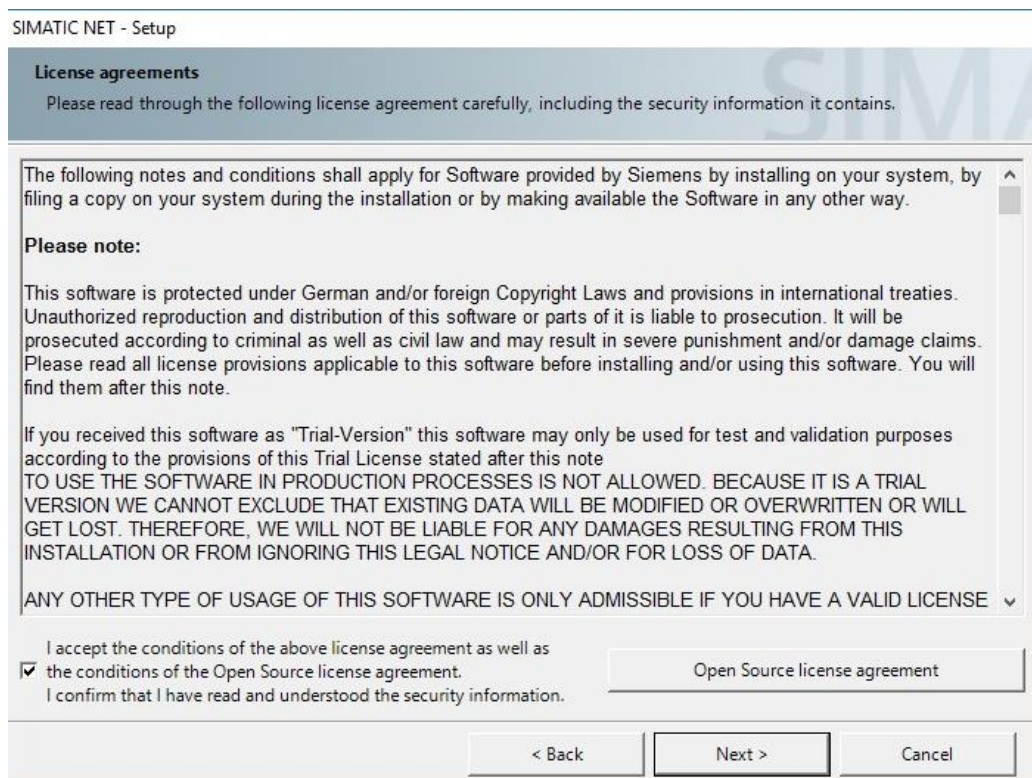 SIMATIC NET - Setup
License agreements
Please read through the following license agreement carefully, including the security information it contains.
The following notes and conditions shall apply for Software provided by Siemens by installing on your system, by
filing a copy on your system during the installation or by making available the Software in any other way.
Please note:
This software is protected under German and/or foreign Copyright Laws and provisions in international treaties.
Unauthorized reproduction and distribution of this software or parts of it is liable to prosecution. It will be
prosecuted according to criminal as well as civil law and may result in severe punishment and/or damage claims.
Please read all license provisions applicable to this software before installing and/or using this software. You will
find them after this note.
If you received this software as "Trial-Version" this software may only be used for test and validation purposes
according to the provisions of this Trial License stated after this note
TO USE THE SOFTWARE IN PRODUCTION PROCESSES IS NOT ALLOWED. BECAUSE IT IS A TRIAL
VERSION WE CANNOT EXCLUDE THAT EXISTING DATA WILL BE MODIFIED OR OVERWRITTEN OR WILL
GET LOST. THEREFORE, WE WILL NOT BE LIABLE FOR ANY DAMAGES RESULTING FROM THIS
INSTALLATION OR FROM IGNORING THIS LEGAL NOTICE AND/OR FOR LOSS OF DATA.
ANY OTHER TYPE OF USAGE OF THIS SOFTWARE IS ONLY ADMISSIBLE IF YOU HAVE A VALID LICENSE
I accept the conditions of the above license agreement as well as
the conditions of the Open Source license agreement.
I confirm that I have read and understood the security information.
Open Source license agreement
< Back
Next >
Cancel